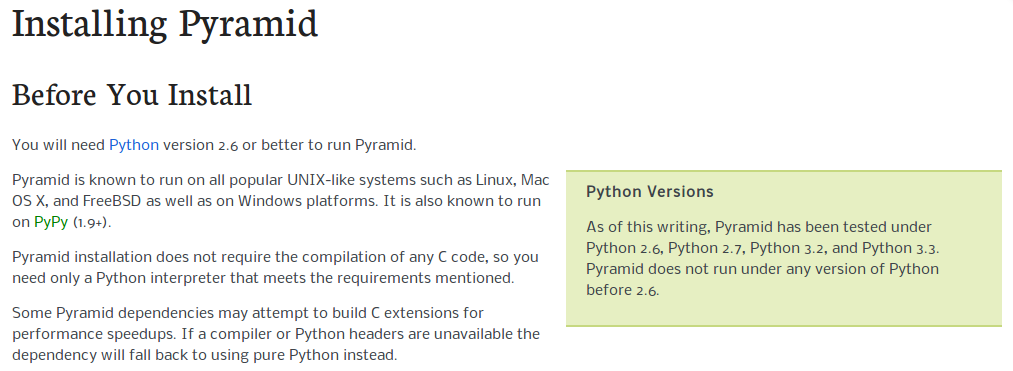 Installing Pyramid
Before You Install
You will need Python version 2.6 or better to run Pyramid.
Pyramid is known to run on all popular UNIX-like systems such as Linux, Mac
OS X, and FreeBSD as well as on Windows platforms. It is also known to run
on PyPy (1.9+).
Pyramid installation does not require the compilation of any C code, so you
need only a Python interpreter that meets the requirements mentioned.
Some Pyramid dependencies may attempt to build C extensions for
performance speedups. If a compiler or Python headers are unavailable the
dependency will fall back to using pure Python instead.
Python Versions
As of this writing, Pyramid has been tested under
Python 2.6, Python 2.7, Python 3.2, and Python 3.3.
Pyramid does not run under any version of Python
before 2.6.